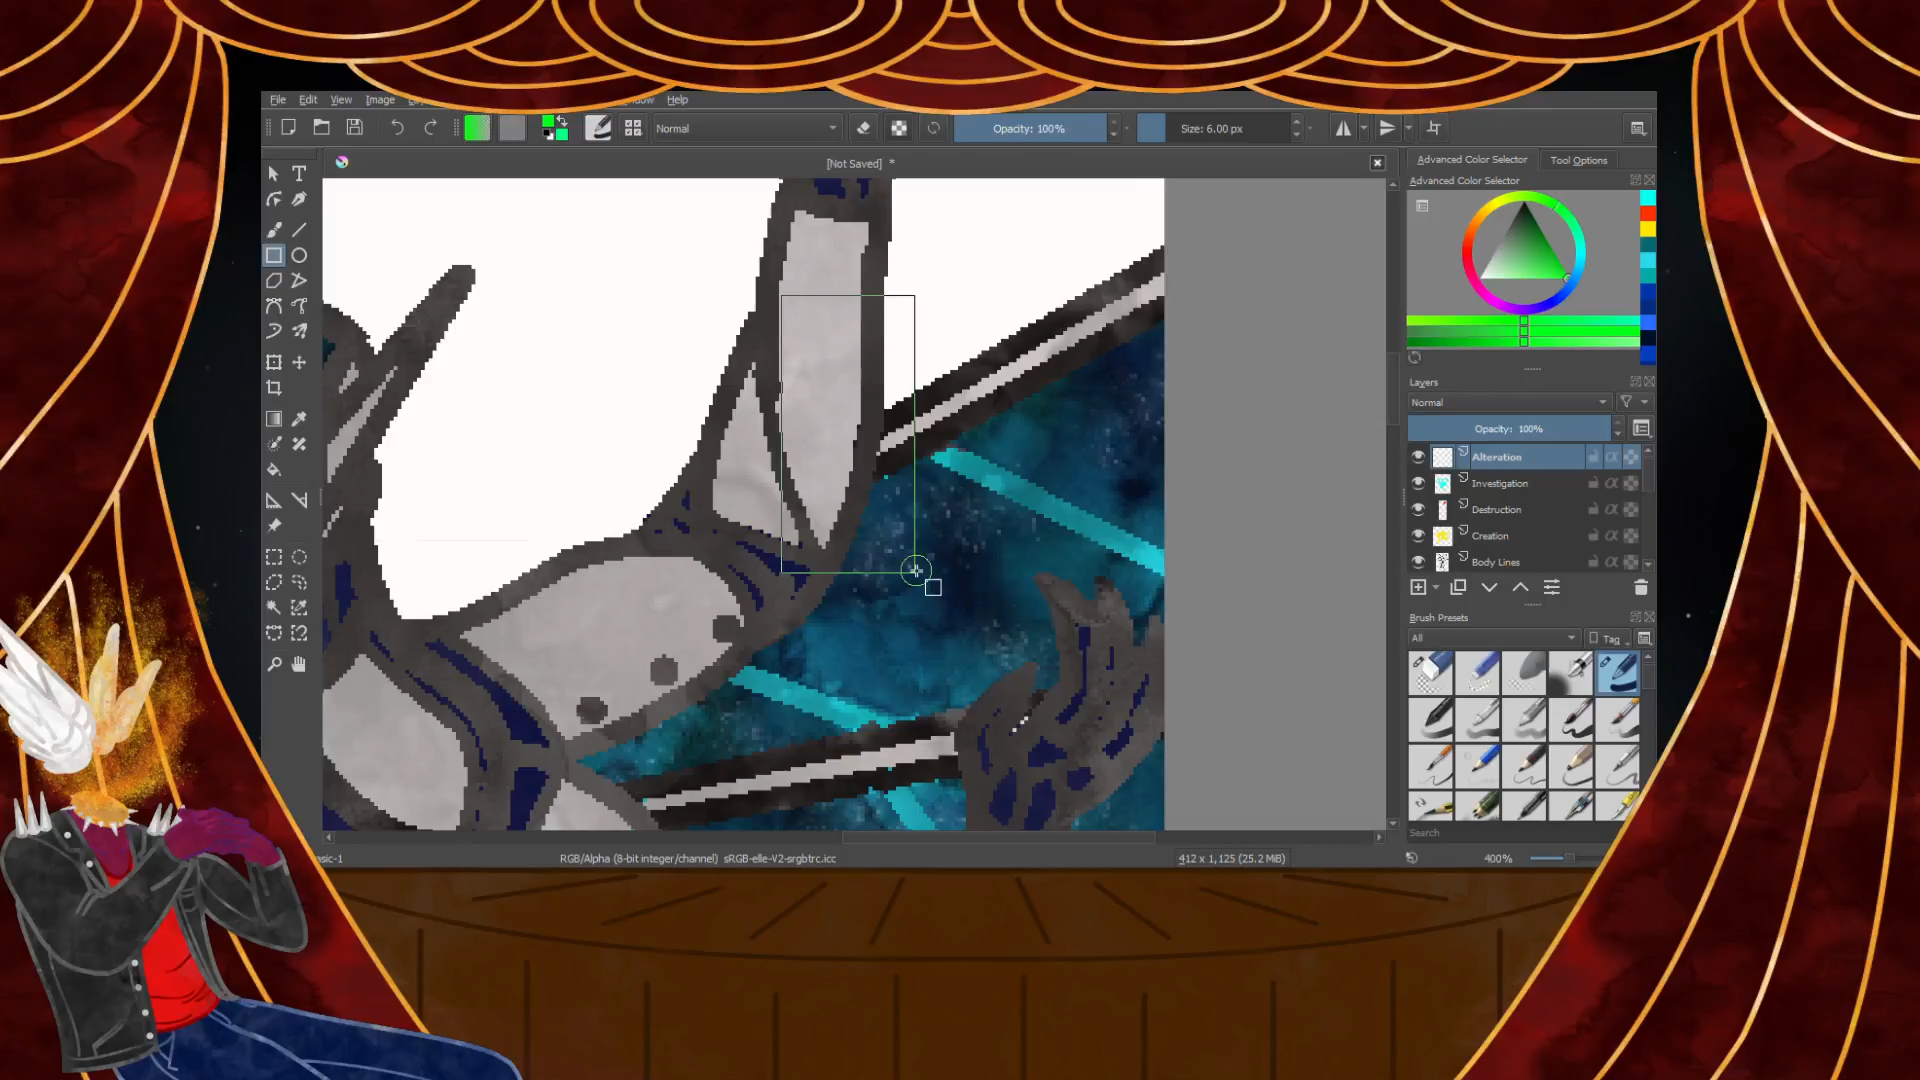 File Edit View Image Help
Normal
Opacity: 100%
Size: 6.00 px
[Not Saved] *
Advanced Color Selector
Tool Options
Advanced Color Selector
Layers
Normal
Opacity: 100%
Alteration
Investigation
Destruction
Creation
Body Lines
Brush Presets
All
Tag
Search
RGB/Alpha (8-bit integer/channel) sRGB-elle-V2-srgbtrc.icc
412 x 1,125 (25.2 MiB)
400%